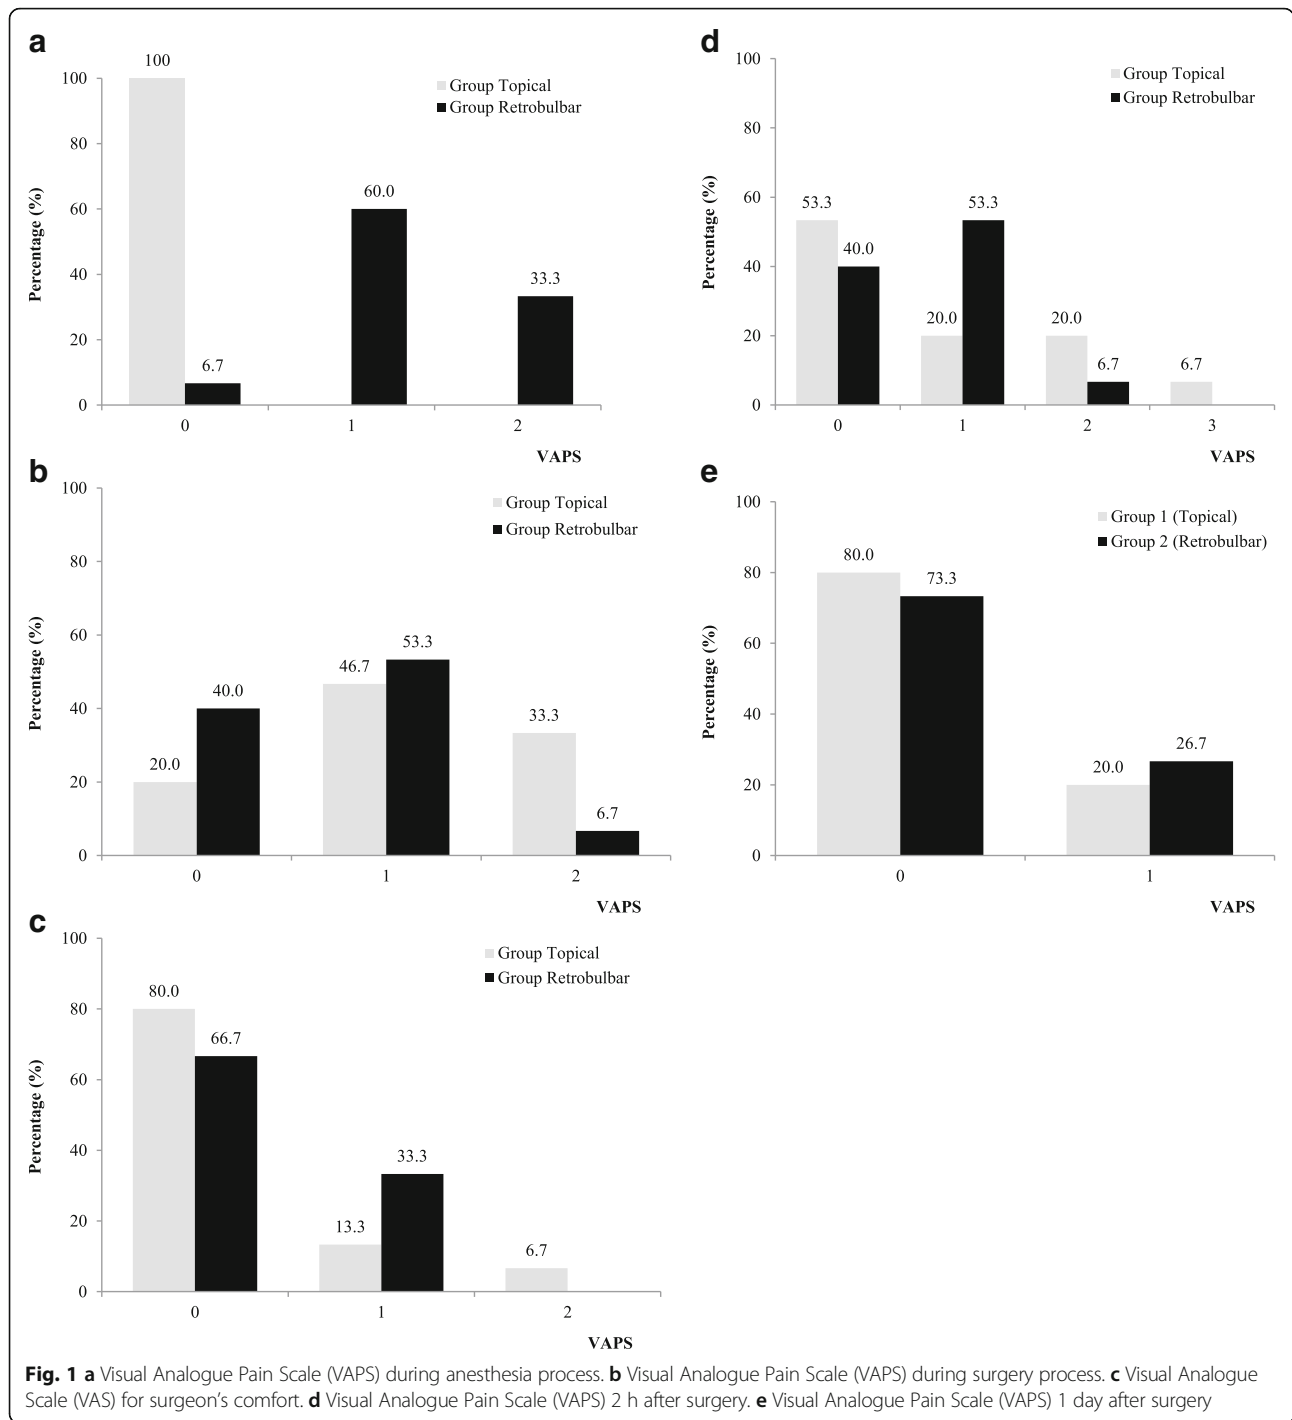 a
100
Group Topical
Group Retrobulbar
100
80
60
40
20
0
Percentage (%)
6.7
60.0
33.3
0 1 2
VAPS
b
100
80
60
40
20
0
Percentage (%)
Group Topical
Group Retrobulbar
20.0
40.0
46.7
53.3
33.3
6.7
0 1 2
VAPS
c
100
80
60
40
20
0
Percentage (%)
Group Topical
Group Retrobulbar
80.0
66.7
13.3
33.3
6.7
0 1 2
VAPS
d
100
80
60
40
20
0
Percentage (%)
Group Topical
Group Retrobulbar
53.3
40.0
20.0
53.3
20.0
6.7
6.7
0 1 2 3
VAPS
e
100
80
60
40
20
0
Percentage (%)
Group 1 (Topical)
Group 2 (Retrobulbar)
80.0
73.3
20.0
26.7
0 1
VAPS
Fig. 1 a Visual Analogue Pain Scale (VAPS) during anesthesia process. b Visual Analogue Pain Scale (VAPS) during surgery process. c Visual Analogue
Scale (VAS) for surgeon's comfort. d Visual Analogue Pain Scale (VAPS) 2 h after surgery. e Visual Analogue Pain Scale (VAPS) 1 day after surgery